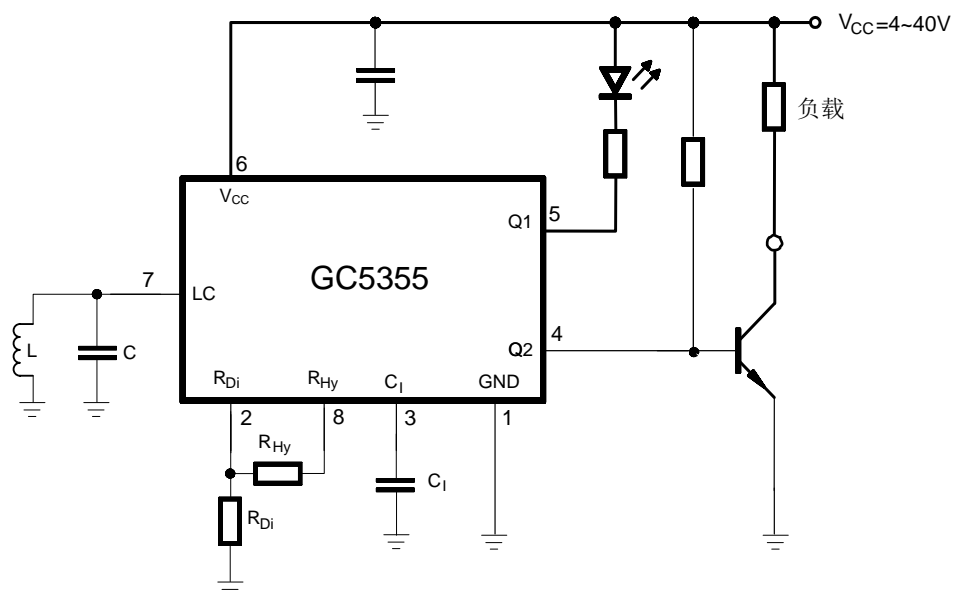 VCC=4~40V
负载
6
VCC
Q1
5
GC5355
7
LC
L
C
Q2
4
RDi
RHy
CI
GND
2
8
3
1
RHy
CI
RDi